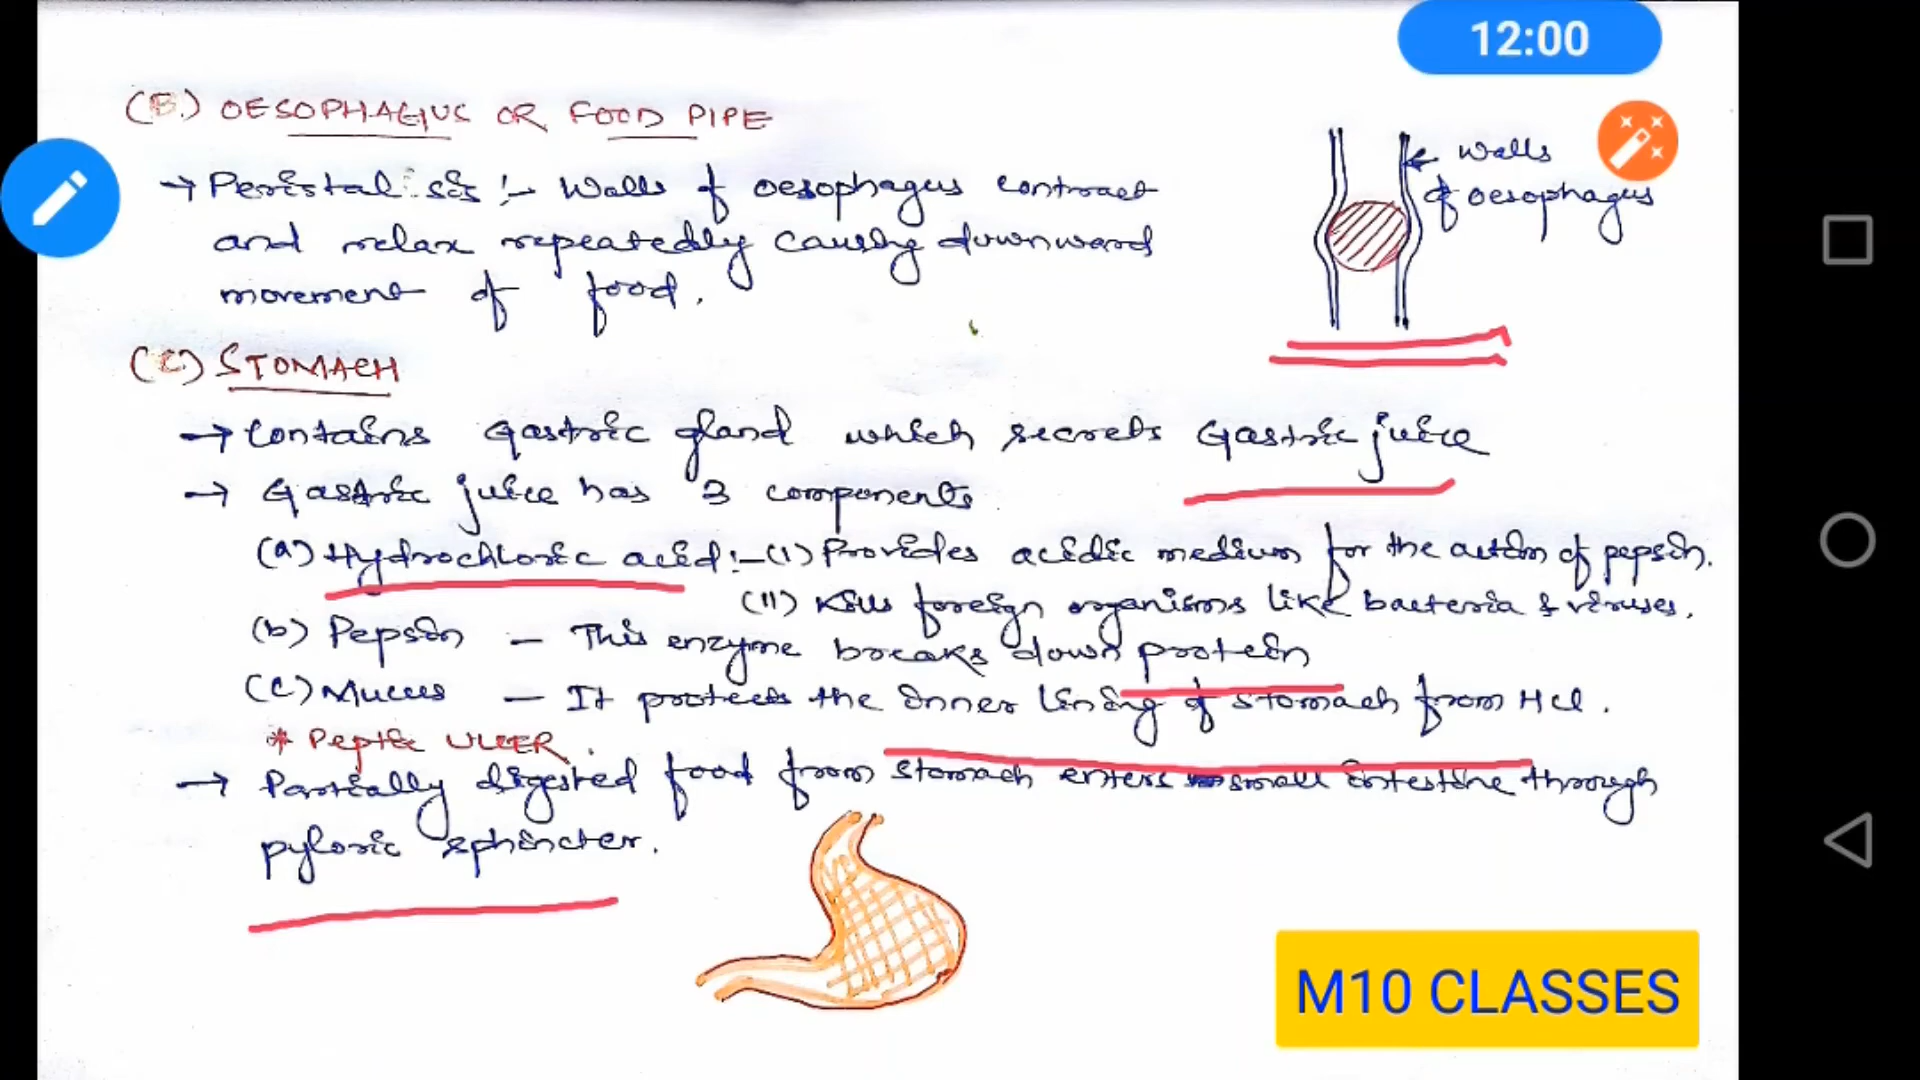 12:00
(B.) OESOPHAGUS OR FOOD PIPE
→ Peristalsis :- Walls of oesophagus contract
and relax repeatedly causing downward
movement of food.
← Walls
of oesophagus
(C) STOMACH
→ Contains gastric gland which secrets Gastric juice
→ Gastric juice has 3 components
(a) Hydrochloric acid :- (I) Provides acidic medium for the action of pepsin.
(II) Kills foreign organisms like bacteria & viruses.
(b) Pepsin - This enzyme breaks down protein
(C) Mucus - It protects the inner lining of stomach from HCl.
* Peptic ULCER.
→ Partially digested food from stomach enters small intestine through
pyloric sphincter.
M10 CLASSES